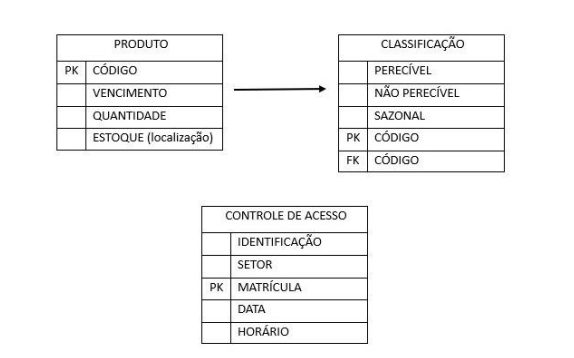 PRODUTO
PK CÓDIGO
VENCIMENTO
QUANTIDADE
ESTOQUE (localização)
CLASSIFICAÇÃO
PERECÍVEL
NÃO PERECÍVEL
SAZONAL
PK CÓDIGO
FK CÓDIGO
CONTROLE DE ACESSO
IDENTIFICAÇÃO
SETOR
PK MATRÍCULA
DATA
HORÁRIO